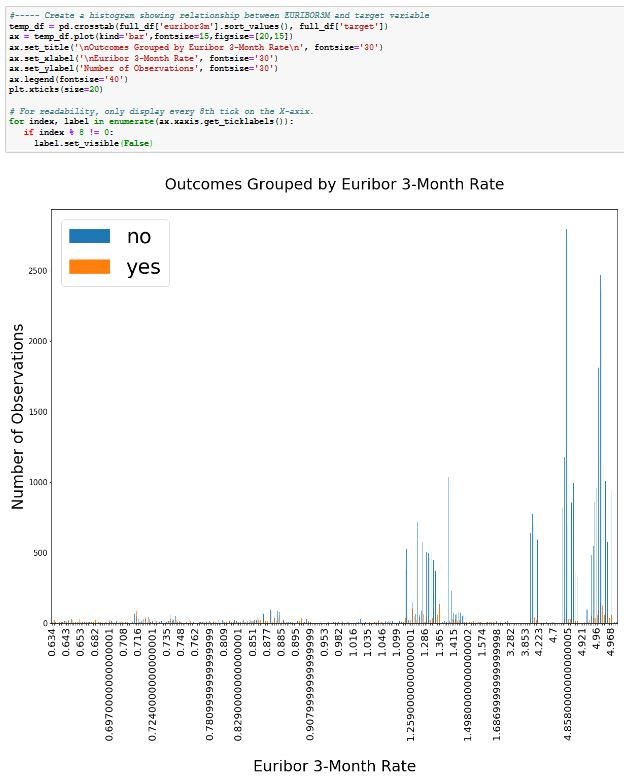 #----- Create a histogram showing relationship between EURIBOR3M and target variable
temp_df = pd.crosstab(full_df['euribor3m'].sort_values(), full_df['target'])
ax = temp_df.plot(kind='bar',fontsize=15,figsize=[20,15])
ax.set_title('\nOutcomes Grouped by Euribor 3-Month Rate\n', fontsize='30')
ax.set_xlabel('\nEuribor 3-Month Rate', fontsize='30')
ax.set_ylabel('Number of Observations', fontsize='30')
ax.legend(fontsize='40')
plt.xticks(size=20)
# For readability, only display every 8th tick on the X-axis.
for index, label in enumerate(ax.xaxis.get_ticklabels()):
if index % 8 != 0:
label.set_visible(False)
Outcomes Grouped by Euribor 3-Month Rate
no
yes
Number of Observations
2500
2000
1500
1000
500
0
0.634
0.643
0.653
0.682
0.6970000000000001
0.708
0.716
0.7240000000000001
0.735
0.748
0.762
0.7809999999999999
0.809
0.8290000000000001
0.851
0.877
0.885
0.895
0.9079999999999999
0.953
0.982
1.016
1.035
1.046
1.099
1.2590000000000001
1.286
1.365
1.415
1.4980000000000002
1.574
1.6869999999999998
3.282
3.853
4.223
4.7
4.8580000000000005
4.921
4.96
4.968
Euribor 3-Month Rate